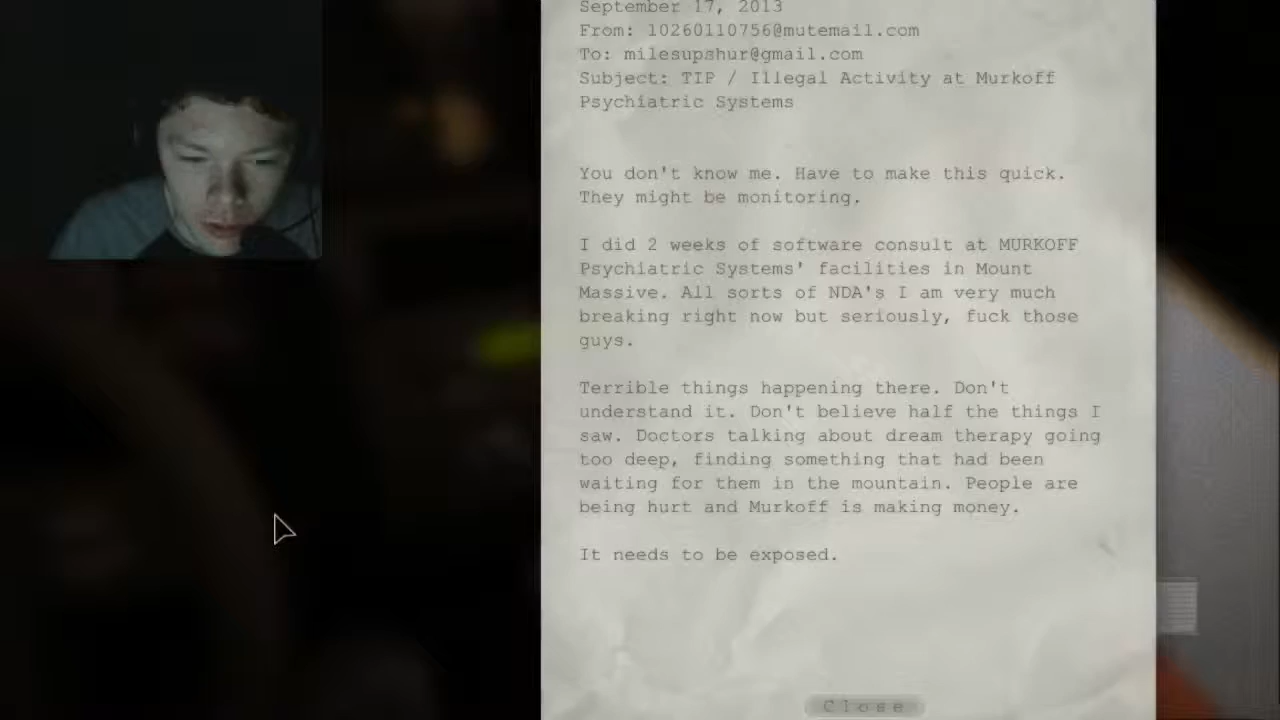 September 17, 2013
From: 10260110756@mutemail.com
To: milesupshur@gmail.com
Subject: TIP / Illegal Activity at Murkoff
Psychiatric Systems
You don't know me. Have to make this quick.
They might be monitoring.
I did 2 weeks of software consult at MURKOFF
Psychiatric Systems' facilities in Mount
Massive. All sorts of NDA's I am very much
breaking right now but seriously, fuck those
guys.
Terrible things happening there. Don't
understand it. Don't believe half the things I
saw. Doctors talking about dream therapy going
too deep, finding something that had been
waiting for them in the mountain. People are
being hurt and Murkoff is making money.
It needs to be exposed.
Close